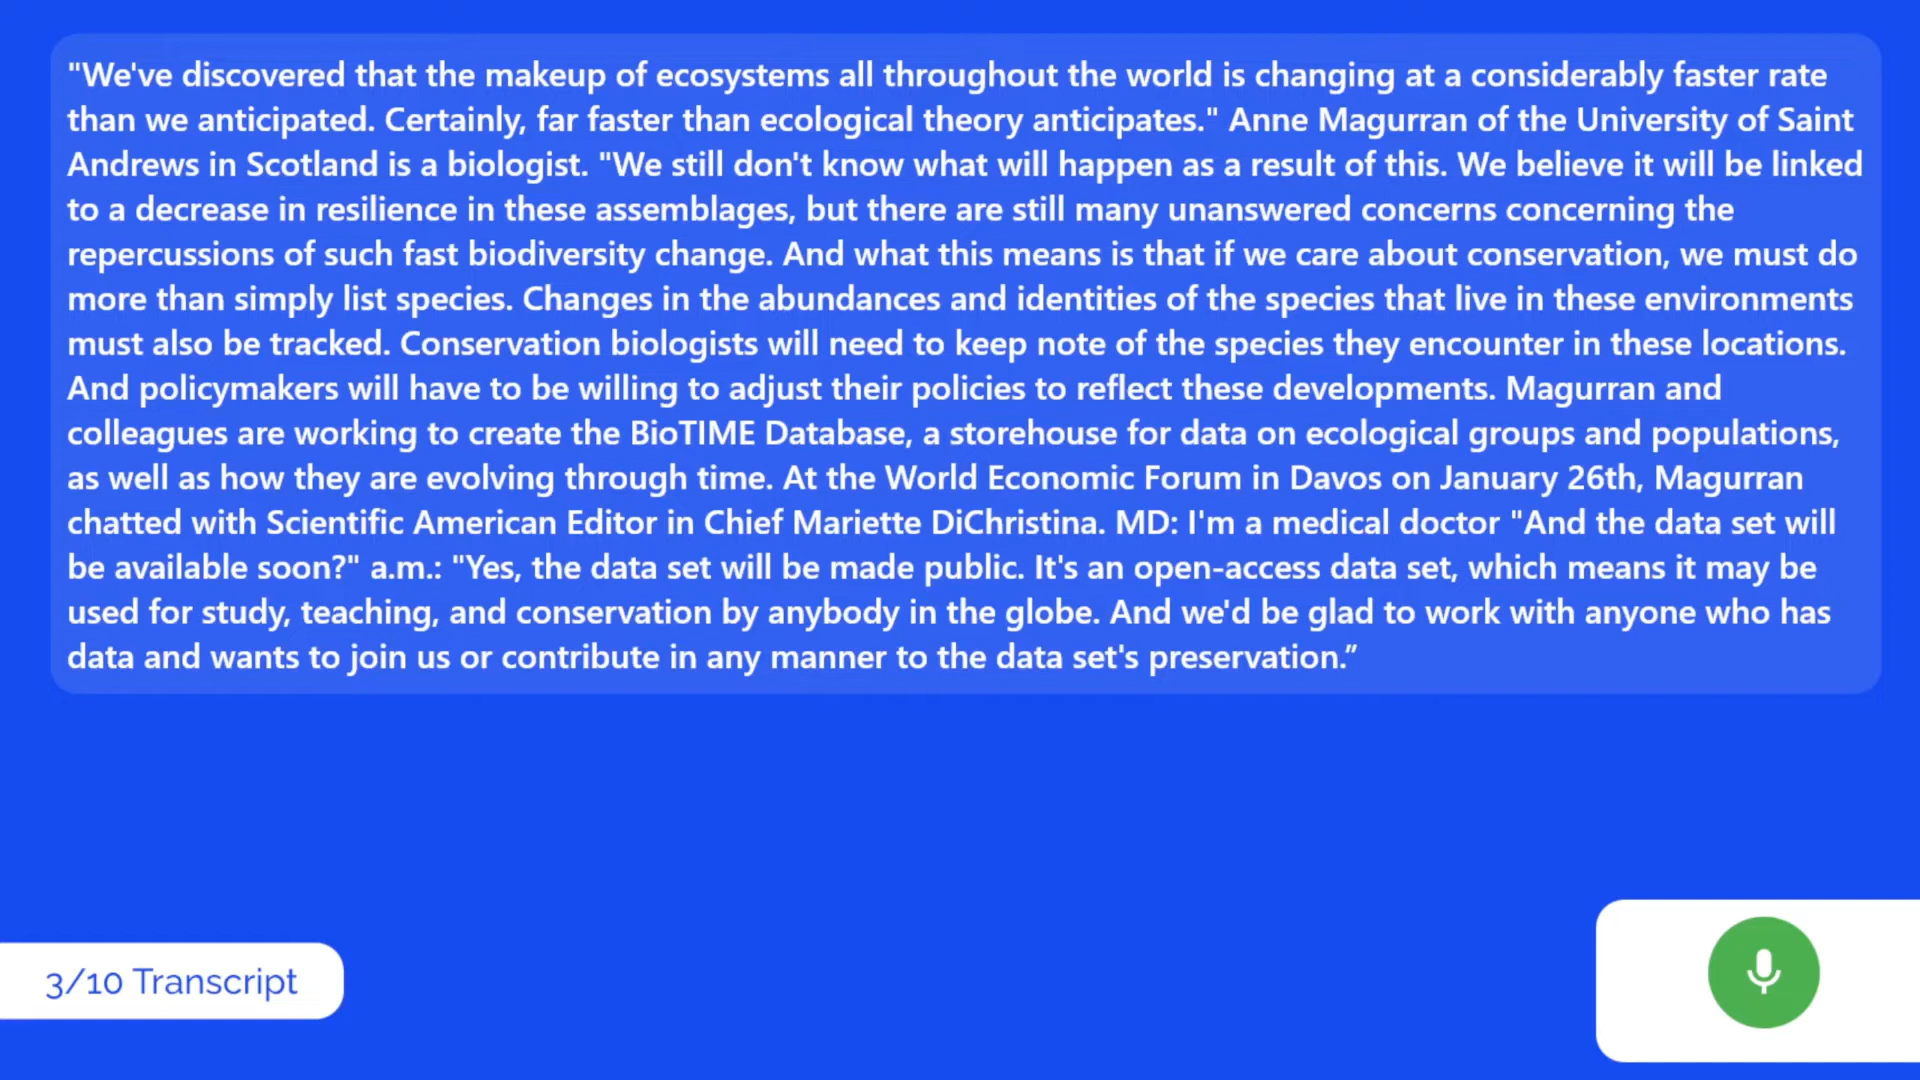 "We've discovered that the makeup of ecosystems all throughout the world is changing at a considerably faster rate
than we anticipated. Certainly, far faster than ecological theory anticipates." Anne Magurran of the University of Saint
Andrews in Scotland is a biologist. "We still don't know what will happen as a result of this. We believe it will be linked
to a decrease in resilience in these assemblages, but there are still many unanswered concerns concerning the
repercussions of such fast biodiversity change. And what this means is that if we care about conservation, we must do
more than simply list species. Changes in the abundances and identities of the species that live in these environments
must also be tracked. Conservation biologists will need to keep note of the species they encounter in these locations.
And policymakers will have to be willing to adjust their policies to reflect these developments. Magurran and
colleagues are working to create the BioTIME Database, a storehouse for data on ecological groups and populations,
as well as how they are evolving through time. At the World Economic Forum in Davos on January 26th, Magurran
chatted with Scientific American Editor in Chief Mariette DiChristina. MD: I'm a medical doctor "And the data set will
be available soon?" a.m.: "Yes, the data set will be made public. It's an open-access data set, which means it may be
used for study, teaching, and conservation by anybody in the globe. And we'd be glad to work with anyone who has
data and wants to join us or contribute in any manner to the data set's preservation.”
3/10 Transcript